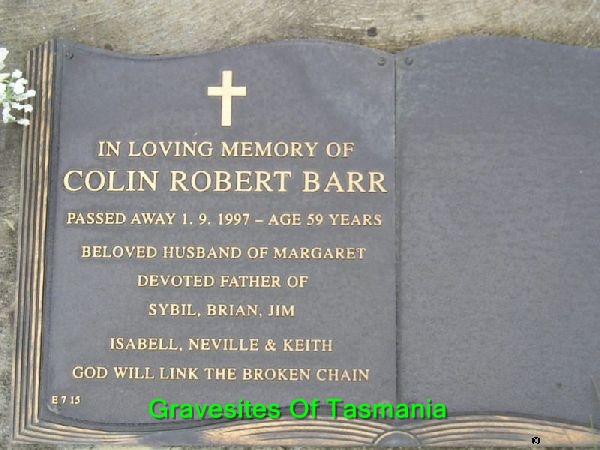 IN LOVING MEMORY OF
COLIN ROBERT BARR
PASSED AWAY 1. 9. 1997 – AGE 59 YEARS
BELOVED HUSBAND OF MARGARET
DEVOTED FATHER OF
SYBIL, BRIAN, JIM
ISABELL, NEVILLE & KEITH
GOD WILL LINK THE BROKEN CHAIN
E 7 15
Gravesites Of Tasmania